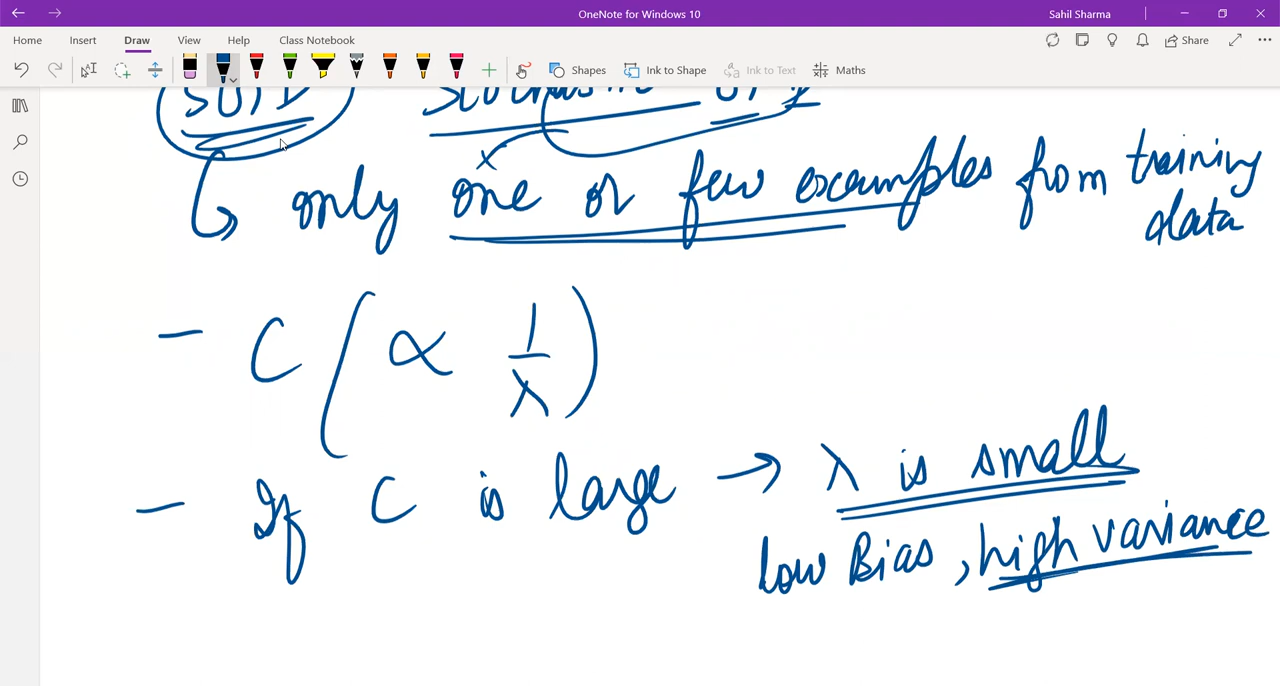 OneNote for Windows 10
Sahil Sharma
Home Insert Draw View Help Class Notebook
Share
Shapes Ink to Shape Ink to Text Maths
only one or few examples from training data
- C ( ∝ 1/λ )
- If C is large → λ is small
low Bias, high variance